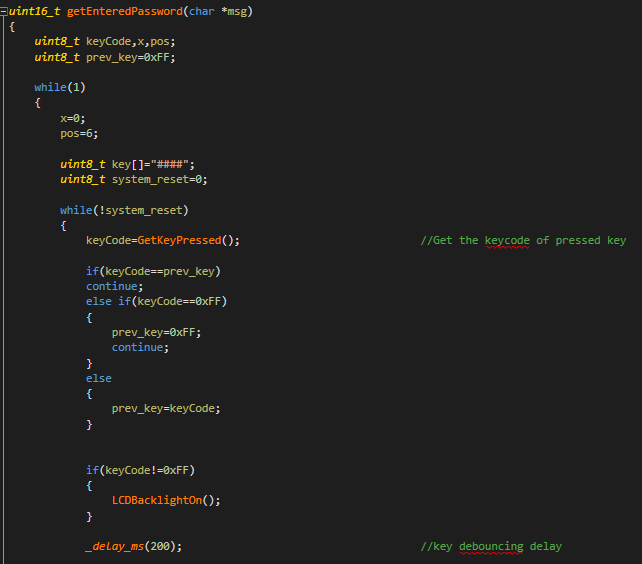 uint16_t getEnteredPassword(char *msg)
{
uint8_t keyCode,x,pos;
uint8_t prev_key=0xFF;
while(1)
{
x=0;
pos=6;
uint8_t key[]="####";
uint8_t system_reset=0;
while(!system_reset)
{
keyCode=GetKeyPressed(); //Get the keycode of pressed key
if(keyCode==prev_key)
continue;
else if(keyCode==0xFF)
{
prev_key=0xFF;
continue;
}
else
{
prev_key=keyCode;
}
if(keyCode!=0xFF)
{
LCDBacklightOn();
}
_delay_ms(200); //key debouncing delay